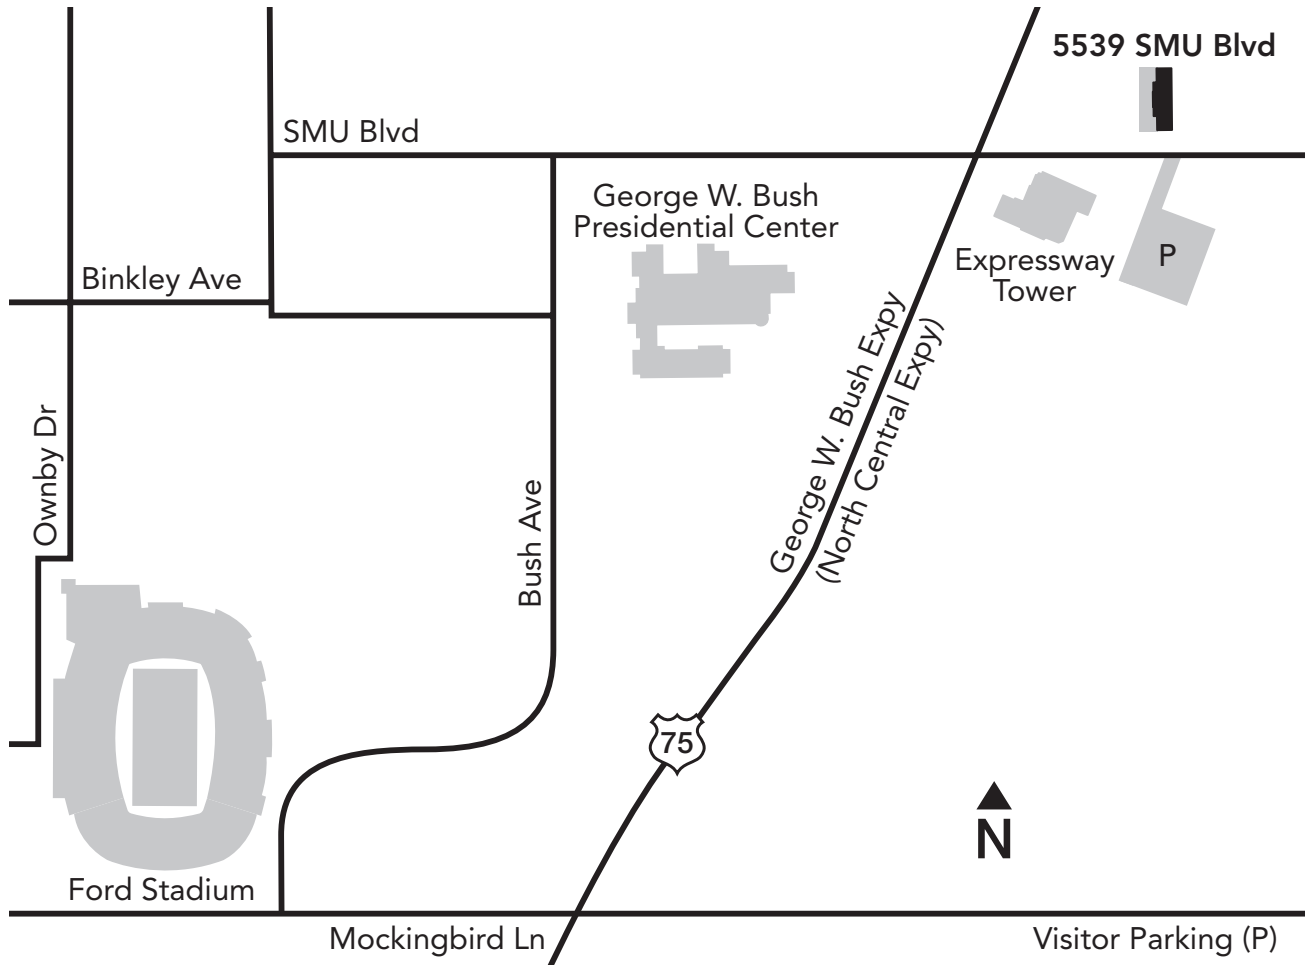 5539 SMU Blvd
SMU Blvd
George W. Bush
Presidential Center
Expressway
Tower
P
Binkley Ave
George W. Bush Expy
(North Central Expy)
Ownby Dr
Bush Ave
75
N
Ford Stadium
Mockingbird Ln
Visitor Parking (P)